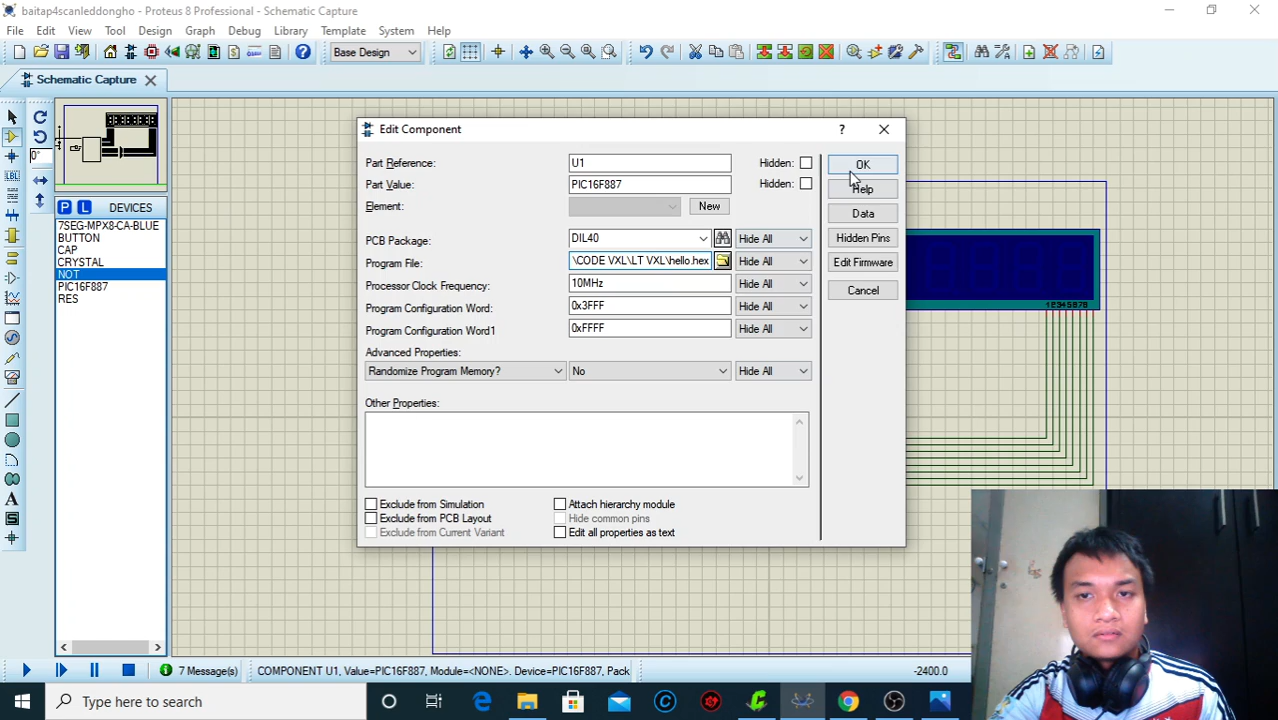 baitap4scanleddongho - Proteus 8 Professional - Schematic Capture
File Edit View Tool Design Graph Debug Library Template System Help
Base Design
Schematic Capture
0°
P L DEVICES
7SEG-MPX8-CA-BLUE
BUTTON
CAP
CRYSTAL
NOT
PIC16F887
RES
LBL
Edit Component
Part Reference: U1 Hidden: OK
Part Value: PIC16F887 Hidden: Help
Element: New
Data
PCB Package: DIL40 Hide All Hidden Pins
Program File: \CODE VXL\LT VXL\hello.hex Hide All Edit Firmware
Processor Clock Frequency: 10MHz Hide All Cancel
Program Configuration Word: 0x3FFF Hide All
Program Configuration Word1 0xFFFF Hide All
Advanced Properties:
Randomize Program Memory? No Hide All
Other Properties:
Exclude from Simulation Attach hierarchy module
Exclude from PCB Layout Hide common pins
Exclude from Current Variant Edit all properties as text
12345678
7 Message(s) COMPONENT U1, Value=PIC16F887, Module=<NONE>. Device=PIC16F887, Pack -2400.0
Type here to search